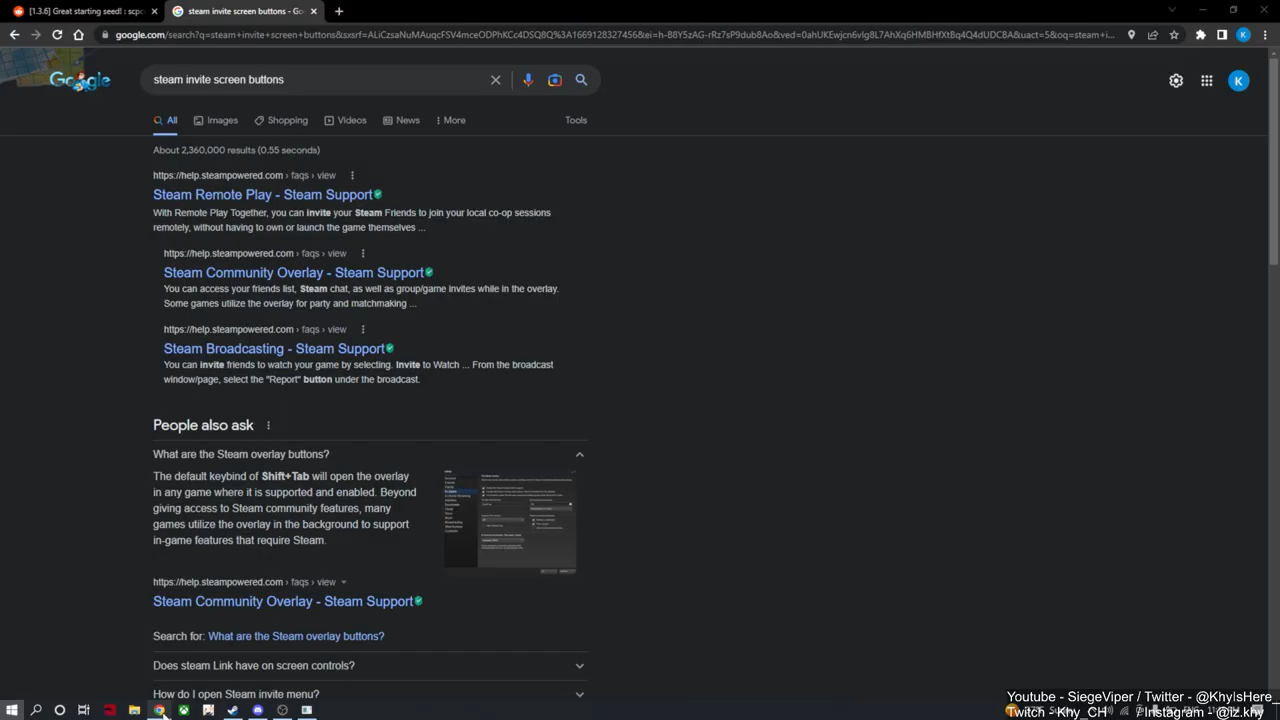 [1.3.6] Great starting seed! : scpc
steam invite screen buttons - Goo
google.com/search?q=steam+invite+screen+buttons&sxsrf=
Google
steam invite screen buttons
K
All
Images
Shopping
Videos
News
More
Tools
About 2,360,000 results (0.55 seconds)
https://help.steampowered.com › faqs › view
Steam Remote Play - Steam Support
With Remote Play Together, you can invite your Steam Friends to join your local co-op sessions
remotely, without having to own or launch the game themselves ...
https://help.steampowered.com › faqs › view
Steam Community Overlay - Steam Support
You can access your friends list, Steam chat, as well as group/game invites while in the overlay.
Some games utilize the overlay for party and matchmaking ...
https://help.steampowered.com › faqs › view
Steam Broadcasting - Steam Support
You can invite friends to watch your game by selecting. Invite to Watch ... From the broadcast
window/page, select the "Report" button under the broadcast.
People also ask
What are the Steam overlay buttons?
The default keybind of Shift+Tab will open the overlay
in any game where it is supported and enabled. Beyond
giving access to Steam community features, many
games utilize the overlay in the background to support
in-game features that require Steam.
https://help.steampowered.com › faqs › view
Steam Community Overlay - Steam Support
Search for: What are the Steam overlay buttons?
Does steam Link have on screen controls?
How do I open Steam invite menu?
Youtube - SiegeViper / Twitter - @KhyIsHere_
Twitch - Khy_CH_ / Instagram - @Iz.khy